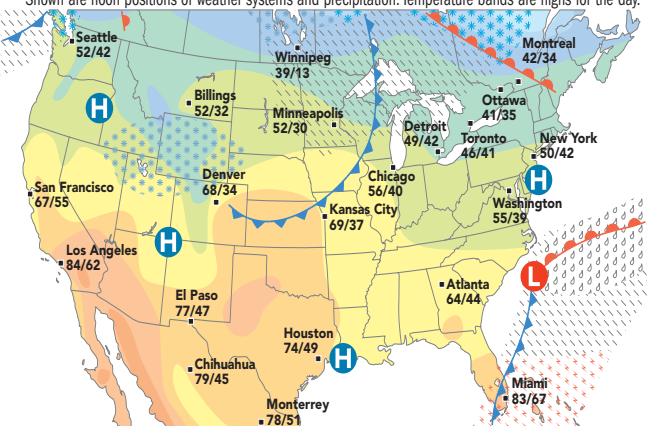 Shown are noon positions of weather systems and precipitation. Temperature bands are highs for the day.
Seattle
52/42
Winnipeg
39/13
Montreal
42/34
Billings
52/32
Minneapolis
52/30
Ottawa
41/35
H
Detroit
49/42
Toronto
46/41
New York
50/42
Denver
68/34
Chicago
56/40
H
San Francisco
67/55
Kansas City
69/37
Washington
55/39
H
Los Angeles
84/62
L
Atlanta
64/44
El Paso
77/47
Houston
74/49
H
Chihuahua
79/45
Miami
83/67
Monterrey
78/51